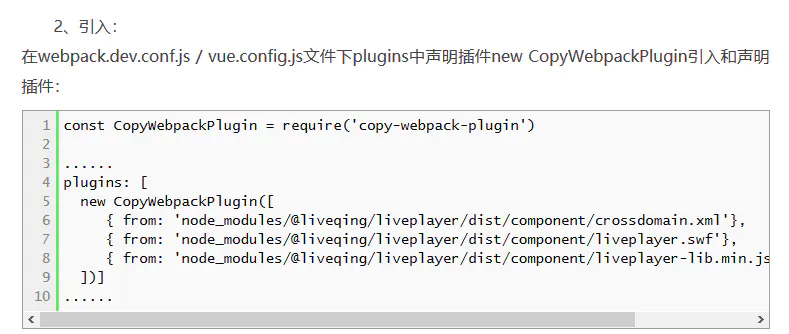 2、引入：
在webpack.dev.conf.js / vue.config.js文件下plugins中声明插件new CopyWebpackPlugin引入和声明
插件：
1 const CopyWebpackPlugin = require('copy-webpack-plugin')
2
3 ......
4 plugins: [
5   new CopyWebpackPlugin([
6      { from: 'node_modules/@liveqing/liveplayer/dist/component/crossdomain.xml'},
7      { from: 'node_modules/@liveqing/liveplayer/dist/component/liveplayer.swf'},
8      { from: 'node_modules/@liveqing/liveplayer/dist/component/liveplayer-lib.min.js
9   ])]
10 ......